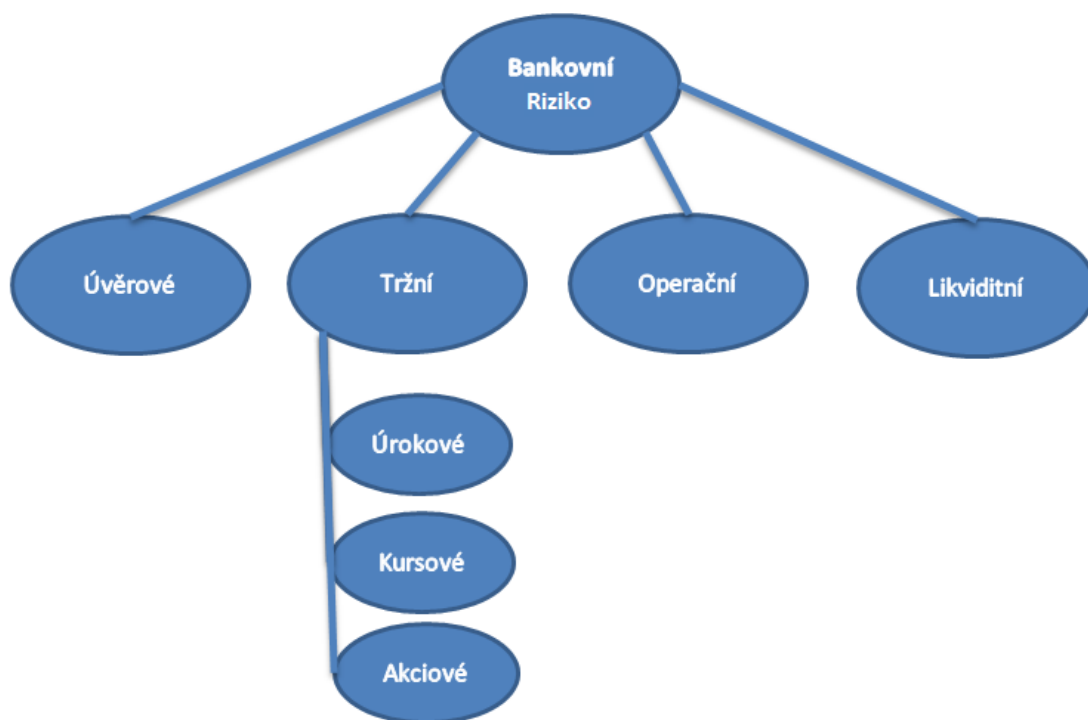 Bankovní
Riziko
Úvěrové
Tržní
Operační
Likviditní
Úrokové
Kursové
Akciové